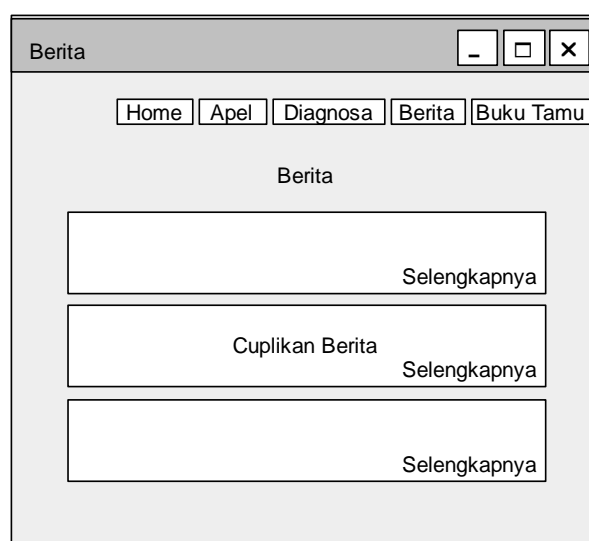 Berita
Home Apel Diagnosa Berita Buku Tamu
Berita
Selengkapnya
Cuplikan Berita
Selengkapnya
Selengkapnya